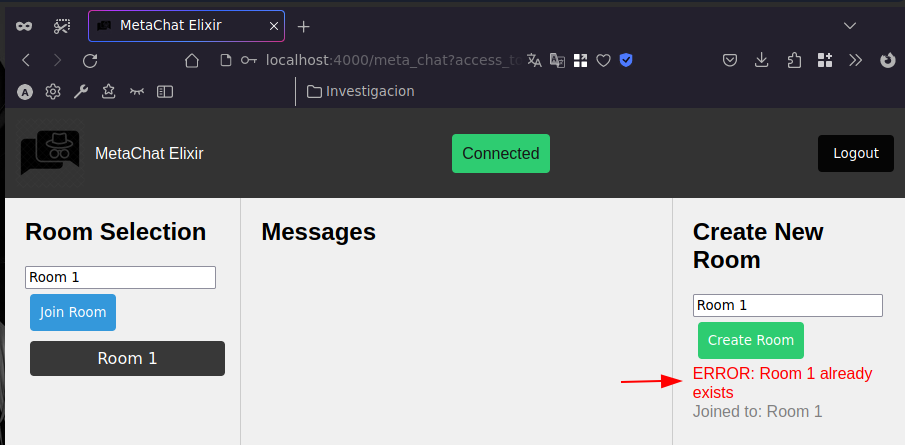 MetaChat Elixir
localhost:4000/meta_chat?access_to
A
Investigacion
MetaChat Elixir
Connected
Logout
Room Selection
Room 1
Join Room
Room 1
Messages
Create New
Room
Room 1
Create Room
ERROR: Room 1 already
exists
Joined to: Room 1